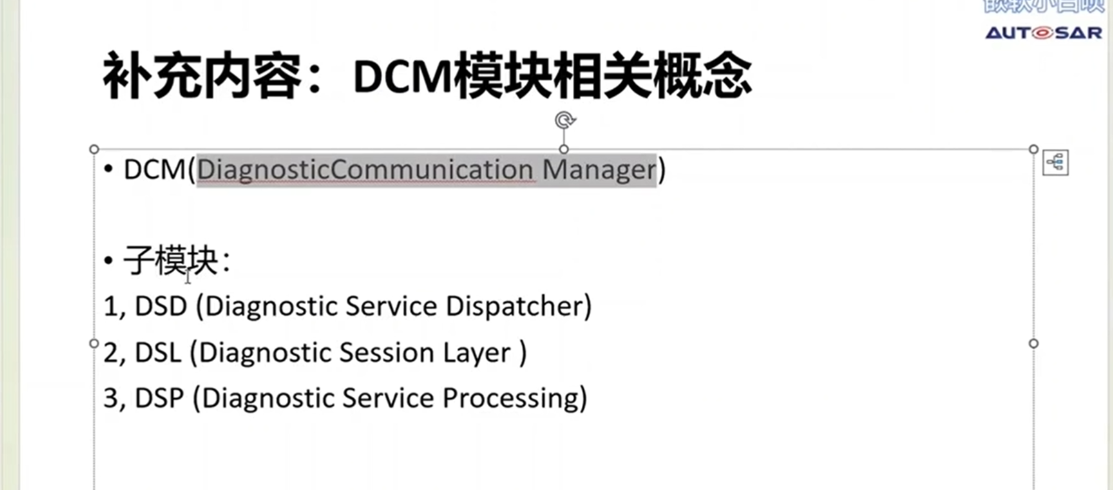 AUTOSAR
补充内容：DCM模块相关概念
• DCM(DiagnosticCommunication Manager)
• 子模块：
1, DSD (Diagnostic Service Dispatcher)
2, DSL (Diagnostic Session Layer )
3, DSP (Diagnostic Service Processing)